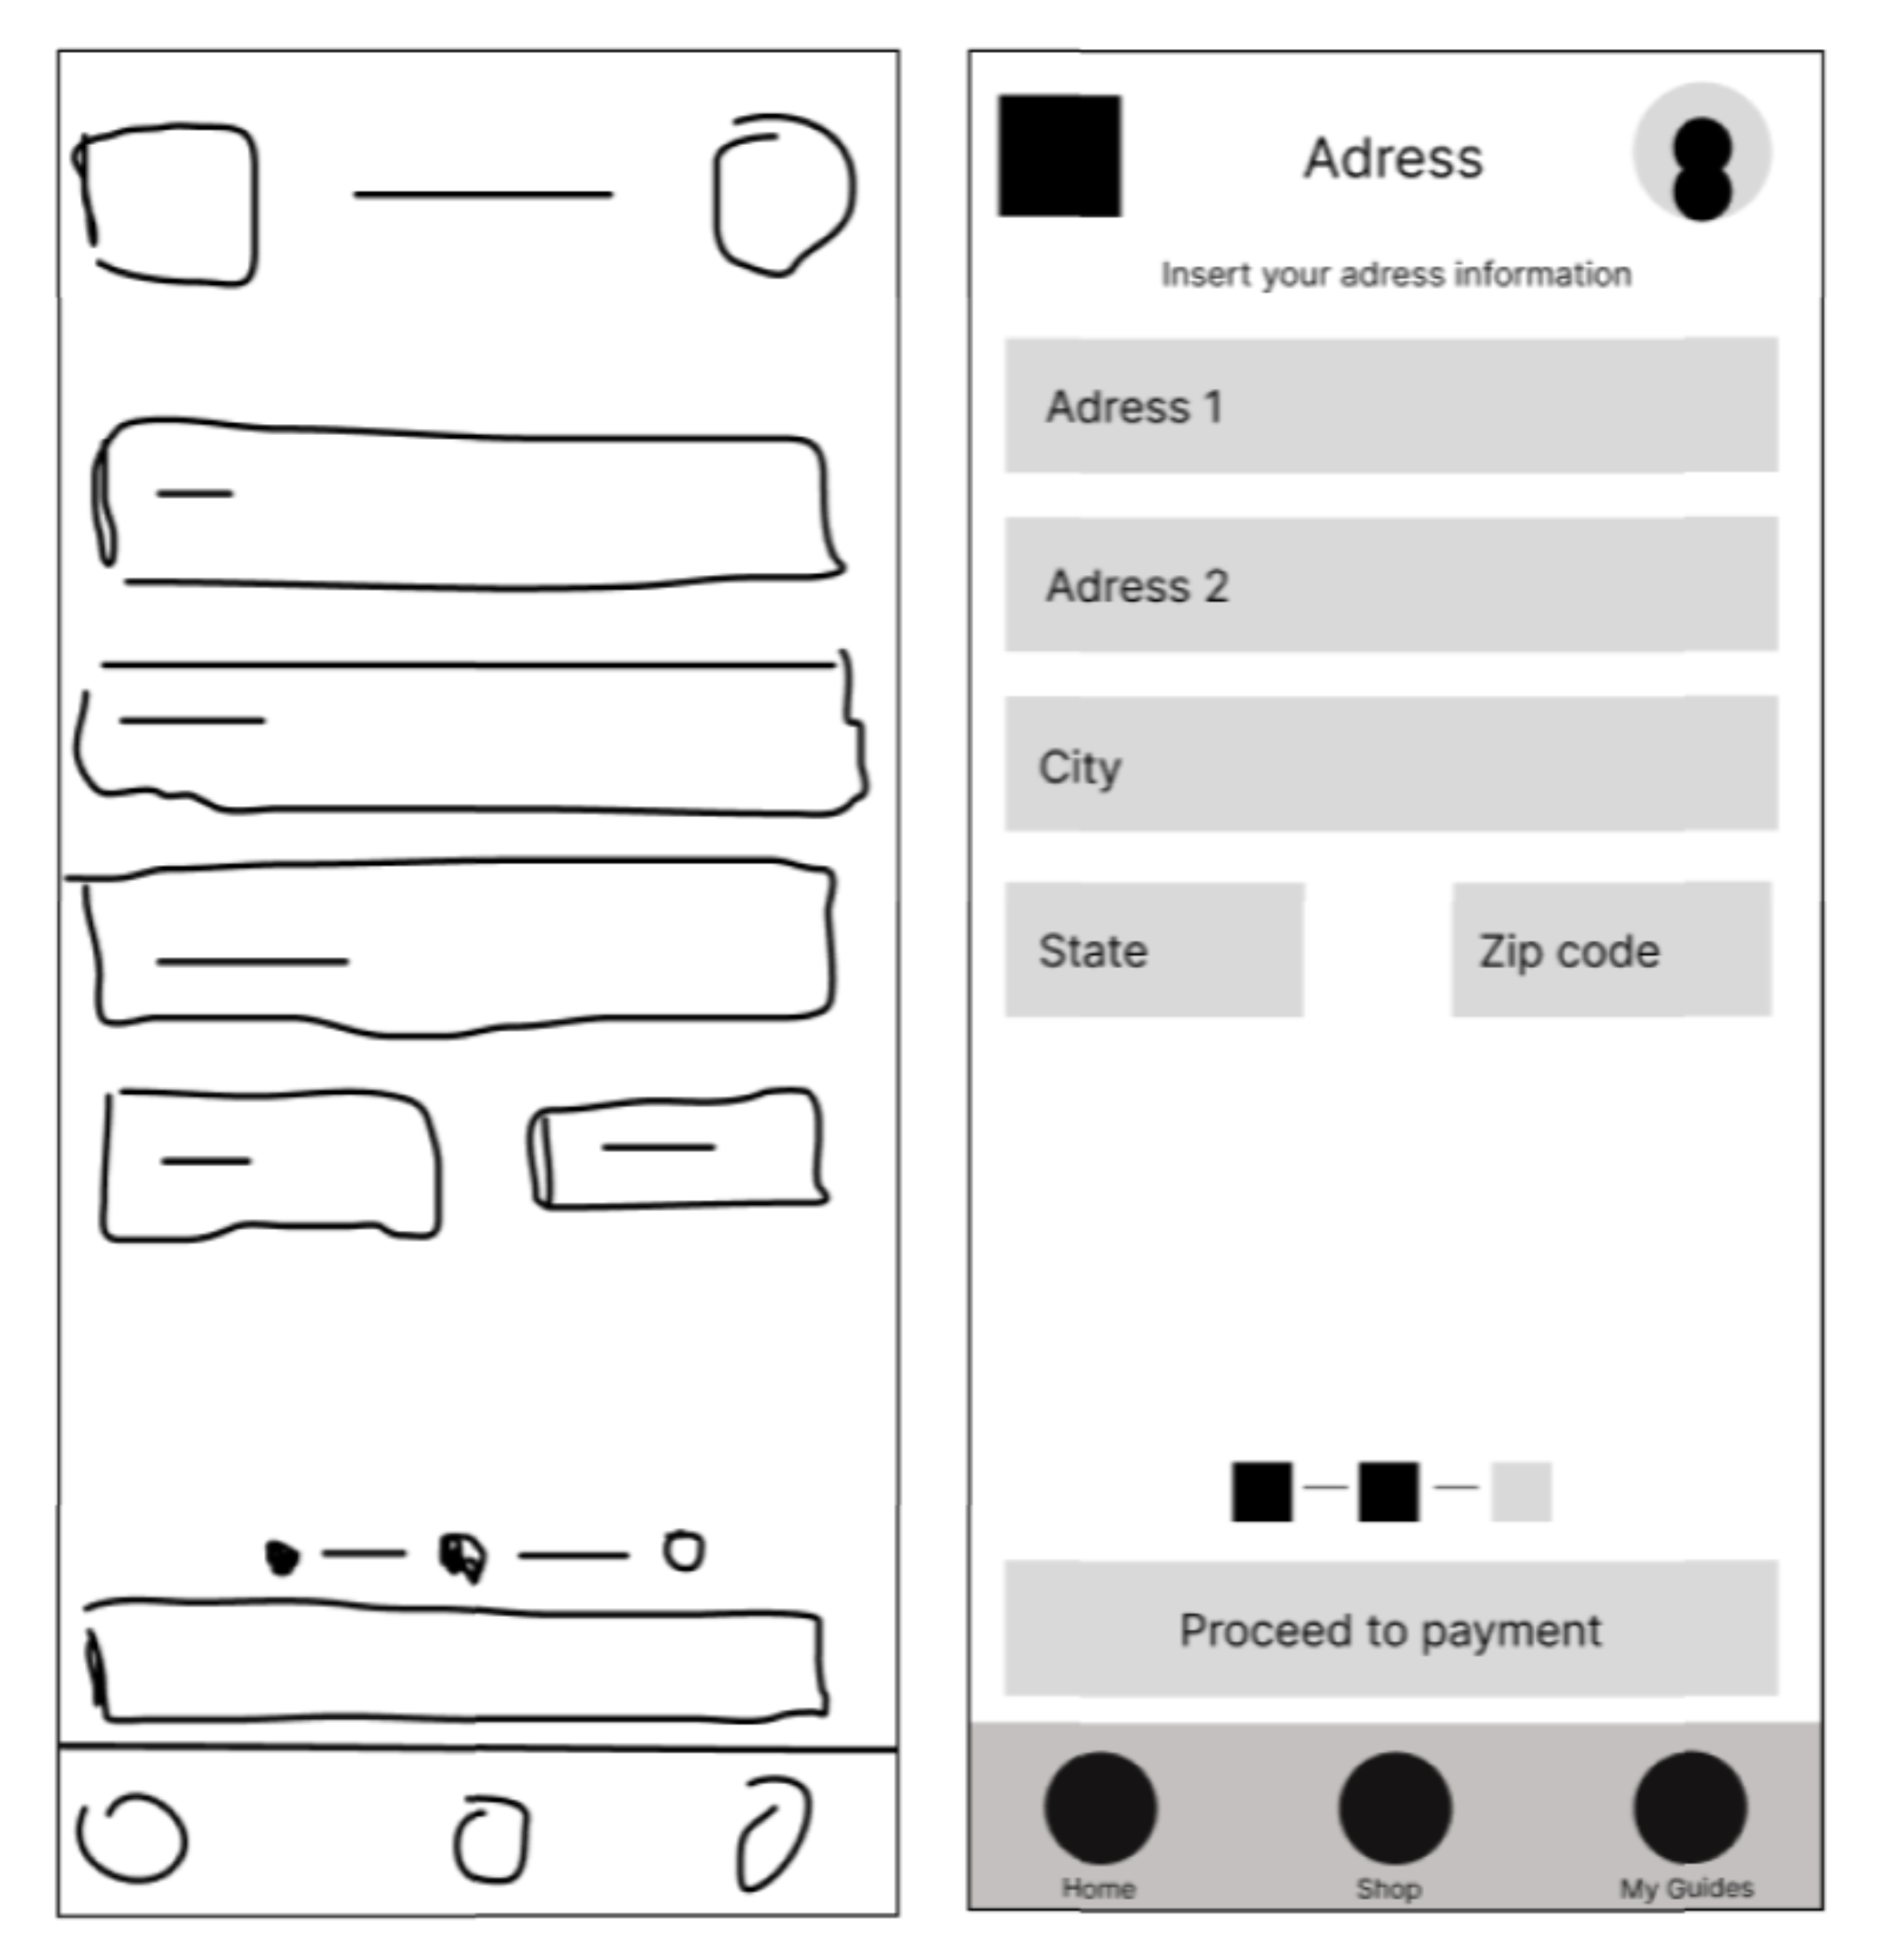 Adress
Insert your adress information
Adress 1
Adress 2
City
State
Zip code
Proceed to payment
Home
Shop
My Guides